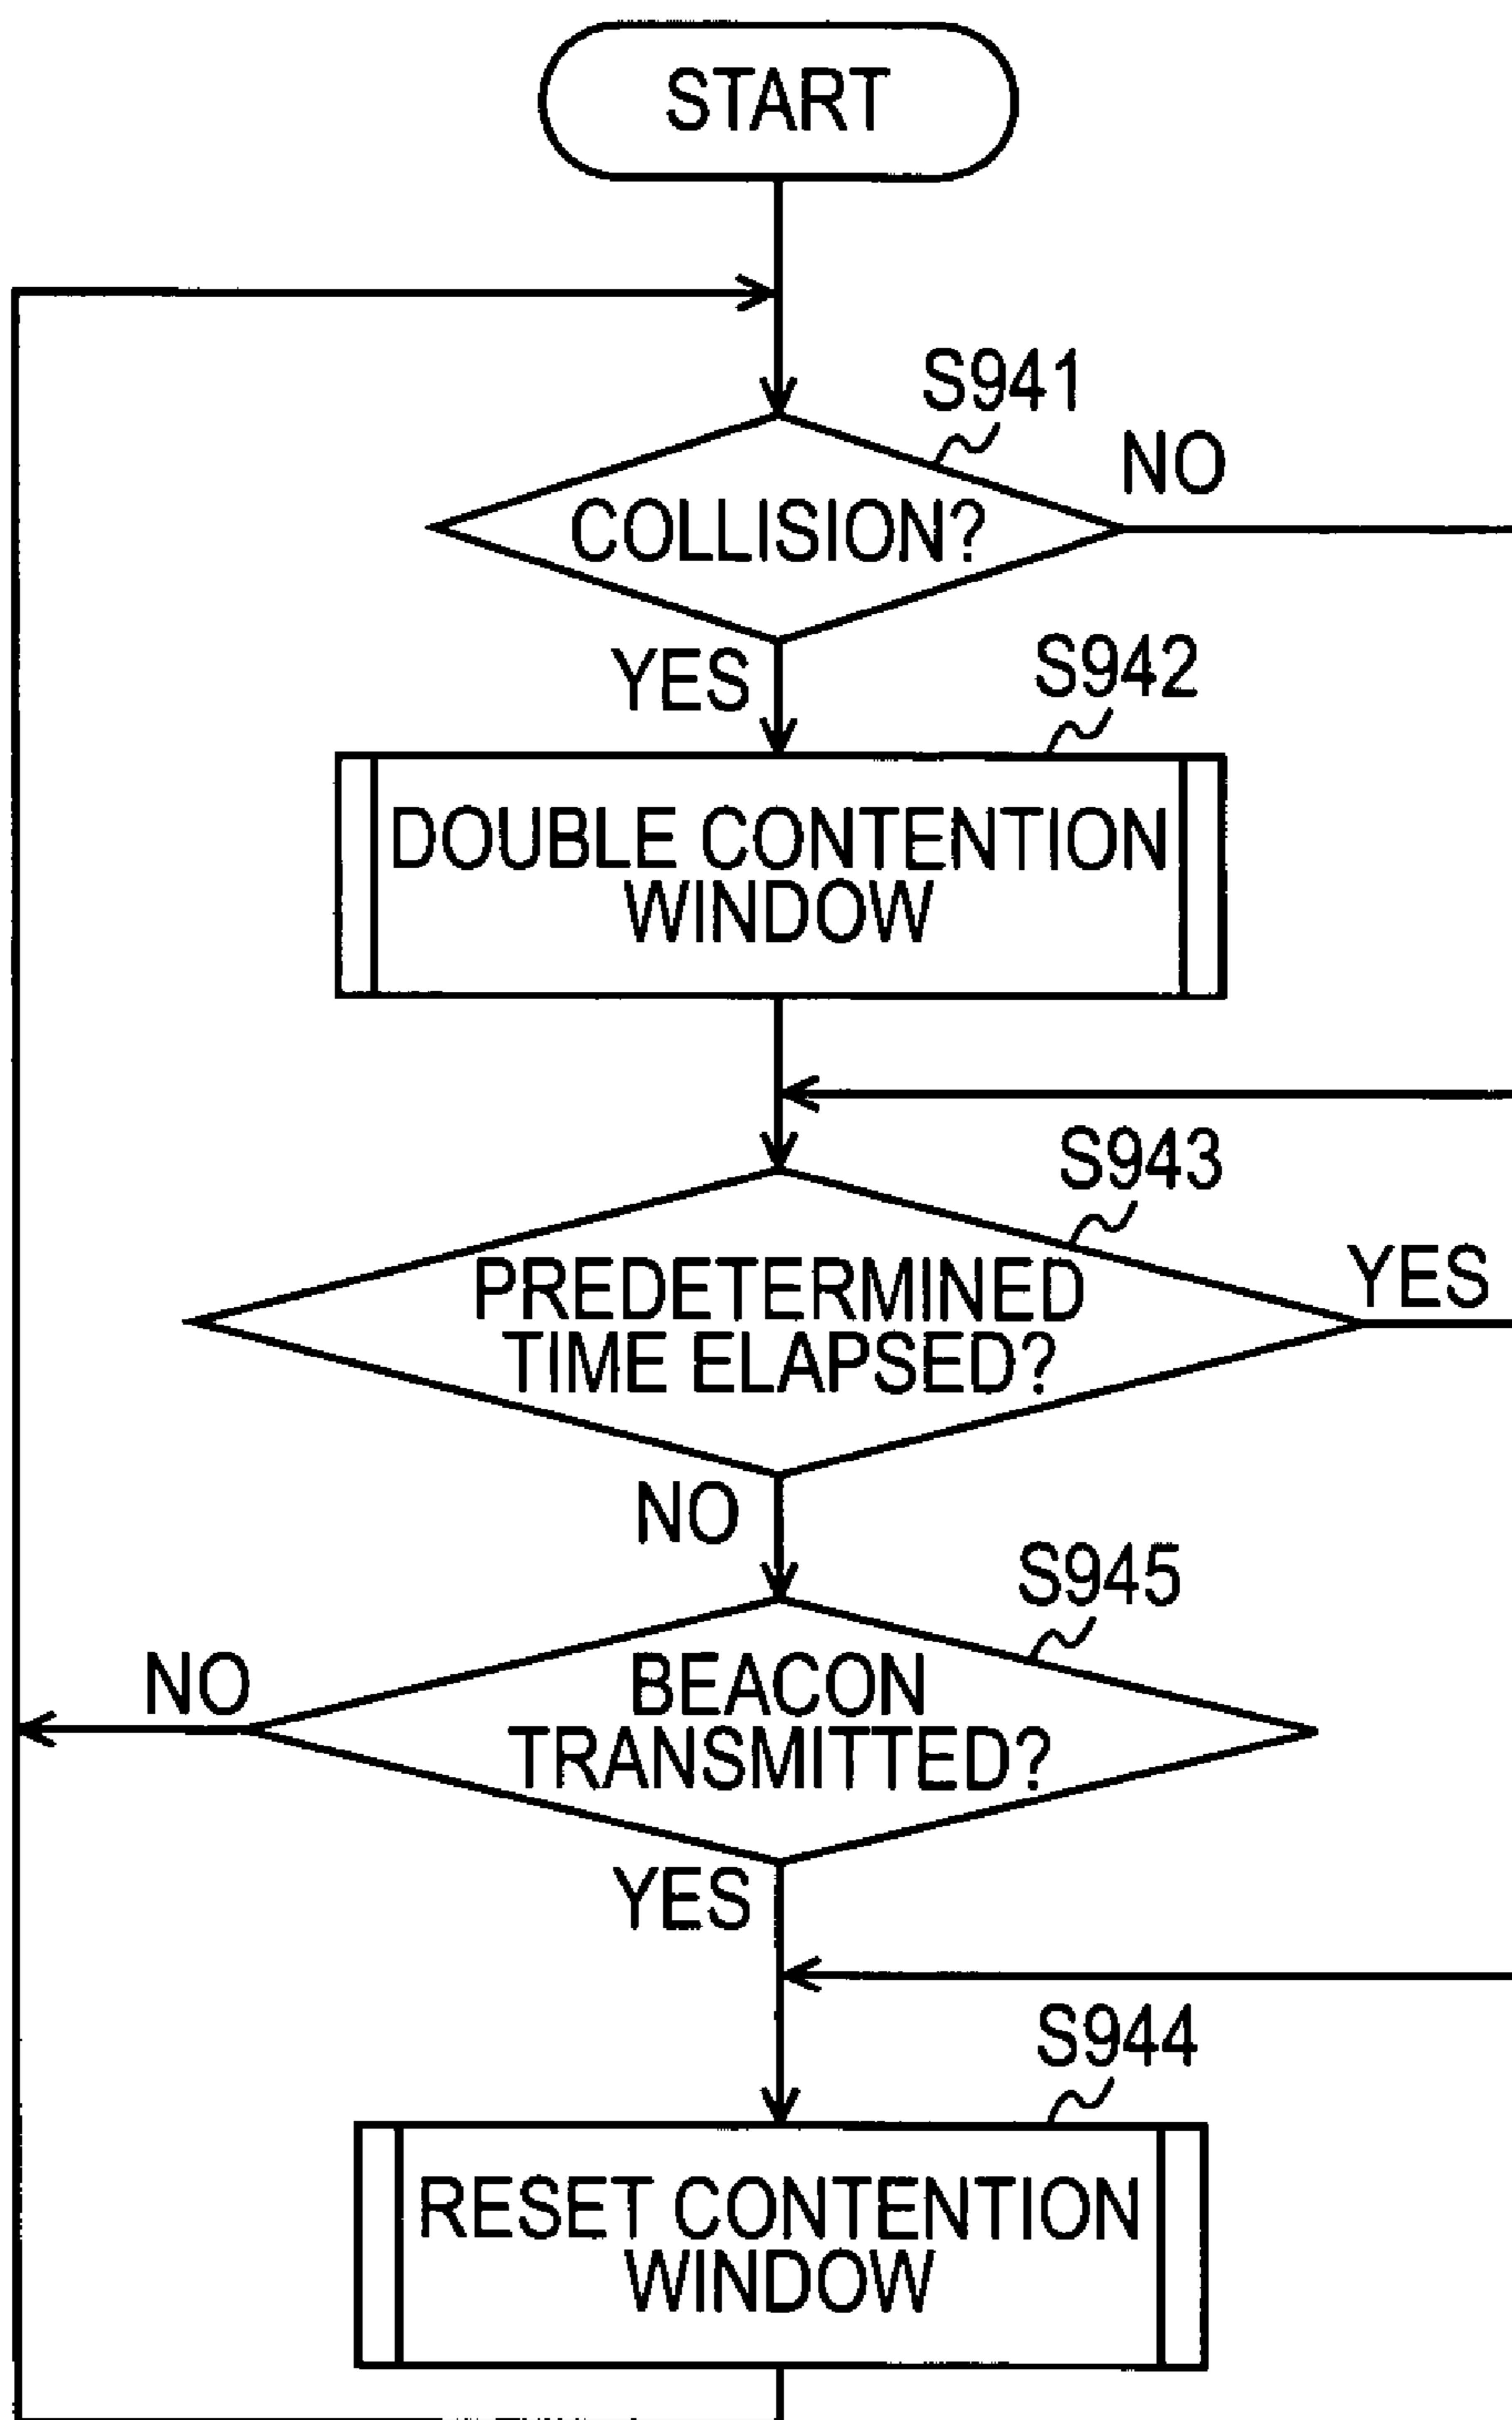 START
S941
COLLISION?
NO
YES
S942
DOUBLE CONTENTION
WINDOW
S943
PREDETERMINED
TIME ELAPSED?
YES
NO
S945
BEACON
TRANSMITTED?
NO
YES
S944
RESET CONTENTION
WINDOW